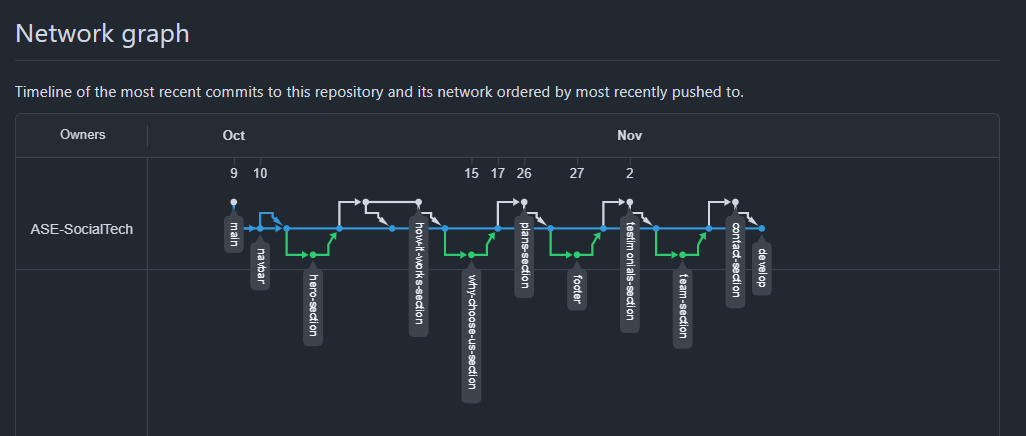 Network graph
Timeline of the most recent commits to this repository and its network ordered by most recently pushed to.
Owners
Oct
Nov
9
10
15
17
26
27
2
ASE-SocialTech
main
navbar
hero-section
how-it-works-section
why-choose-us-section
plans-section
footer
testimonials-section
team-section
contact-section
develop